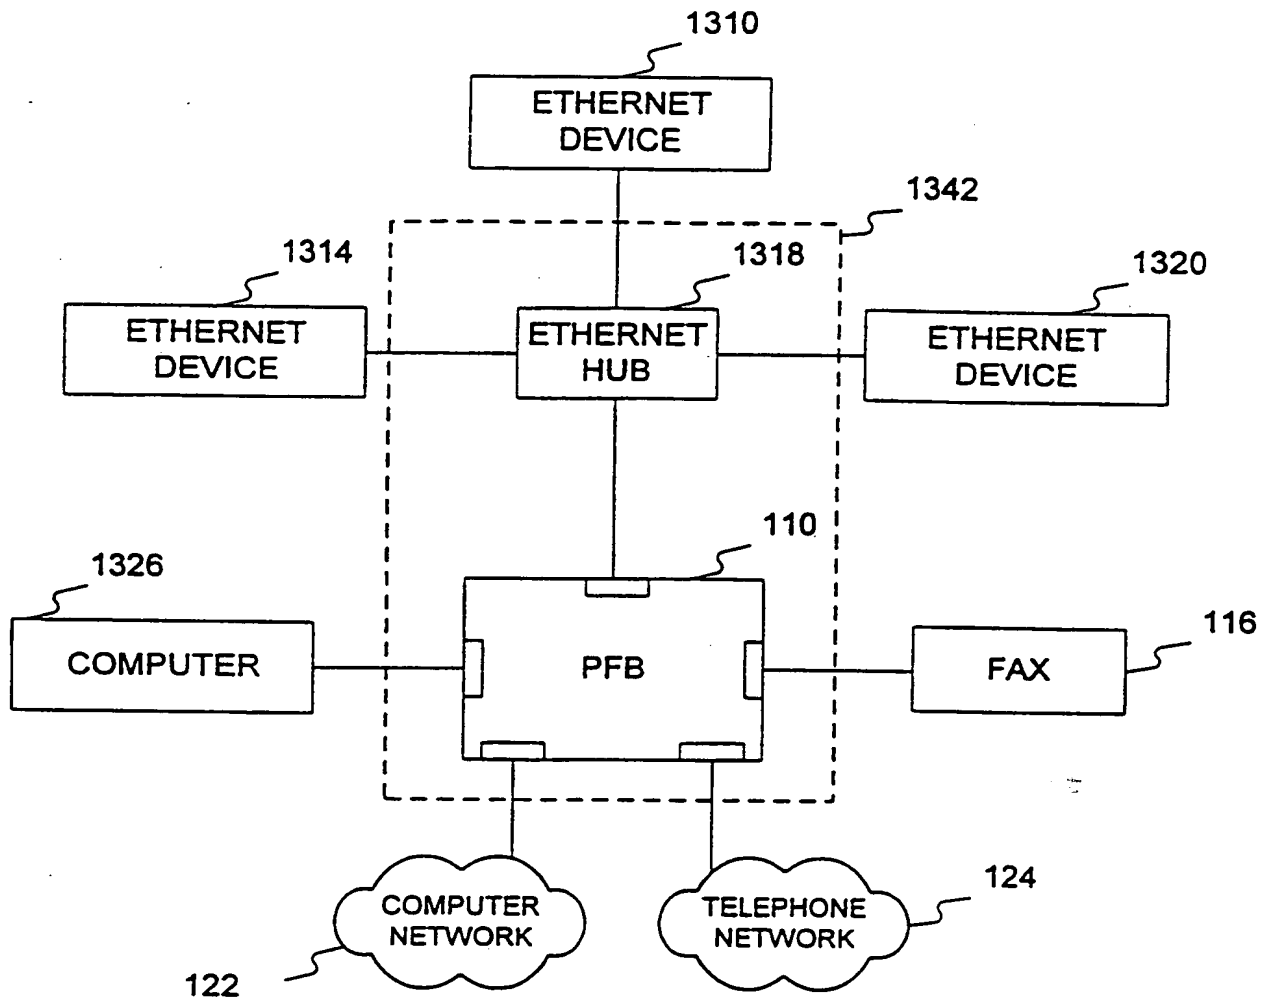 1310
ETHERNET
DEVICE
1342
1314
1318
1320
ETHERNET
DEVICE
ETHERNET
HUB
ETHERNET
DEVICE
110
1326
COMPUTER
PFB
FAX
116
COMPUTER
NETWORK
TELEPHONE
NETWORK
124
122